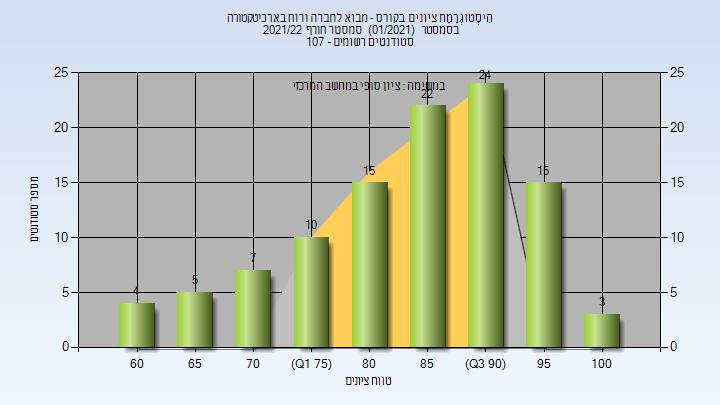 היסטוגרמת ציונים בקורס - מבוא לחברה ורוח בארכיטקטורה
בסמסטר (01/2021) סמסטר חורף 2021/22
סטודנטים רשומים - 107
במשימה : ציון סופי במחשב המרכזי
25 25
20 20
15 15
10 10
5 5
0 0
4 5 7 10 15 22 24 15 3
60 65 70 (Q1 75) 80 85 (Q3 90) 95 100
מספר סטודנטים
טווח ציונים